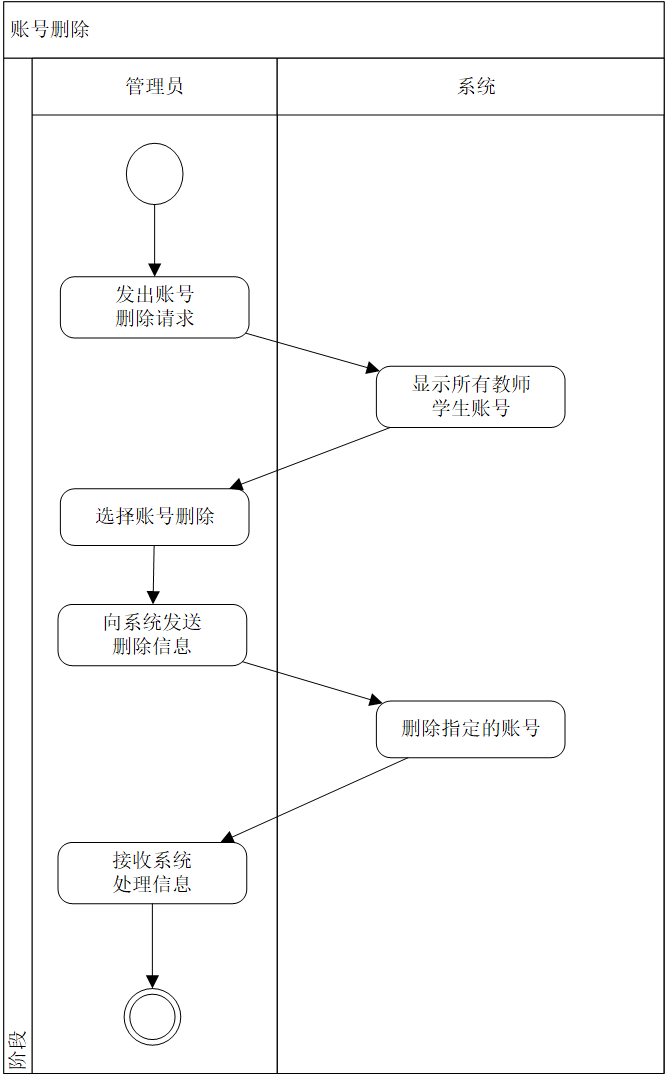 账号删除
管理员
系统
发出账号
删除请求
显示所有教师
学生账号
选择账号删除
向系统发送
删除信息
删除指定的账号
接收系统
处理信息
阶段